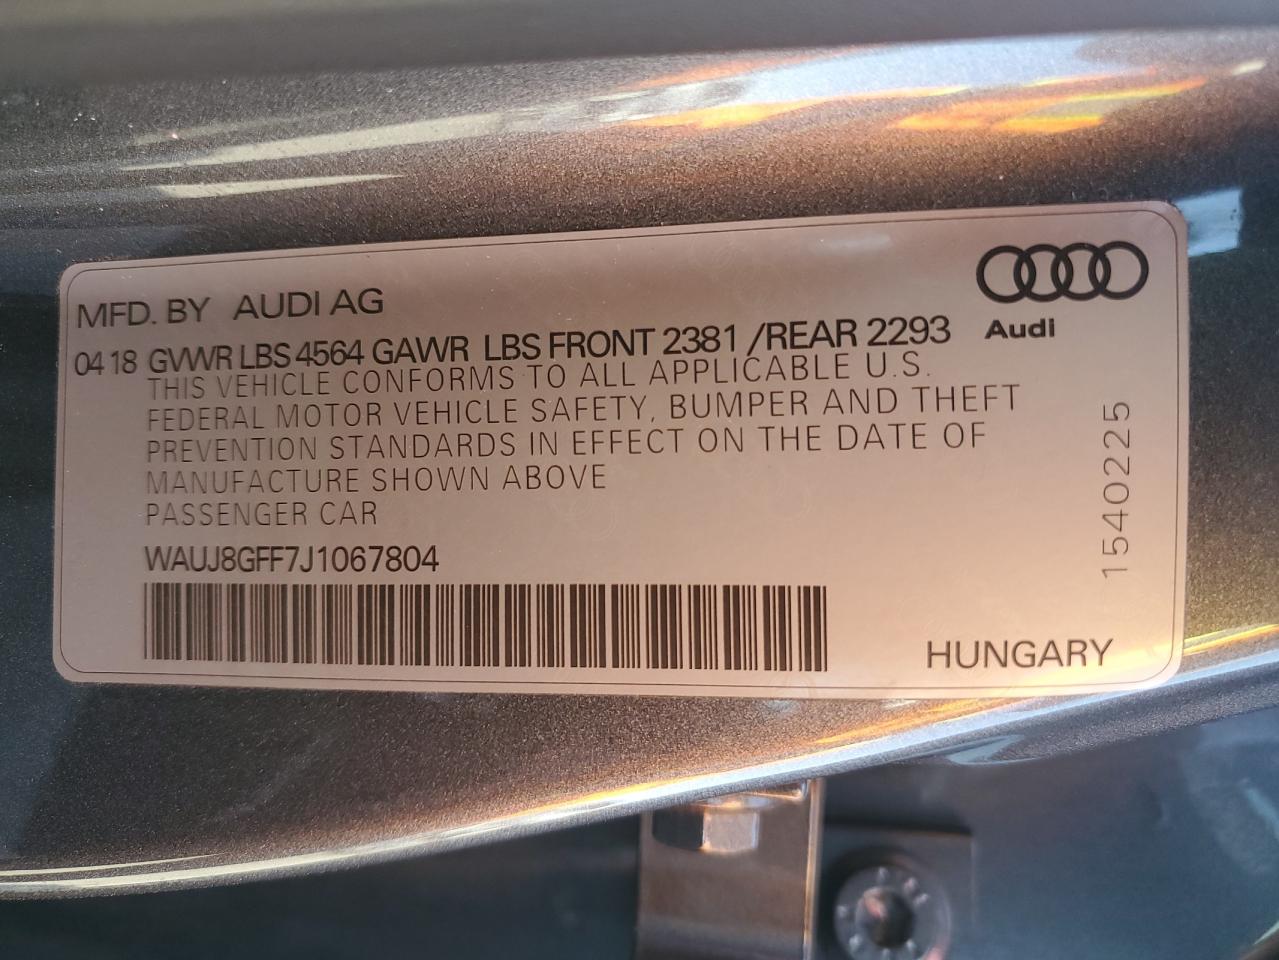 MFD. BY AUDI AG
Audi
04 18 GVWR LBS 4564 GAWR LBS FRONT 2381 /REAR 2293
THIS VEHICLE CONFORMS TO ALL APPLICABLE U.S.
FEDERAL MOTOR VEHICLE SAFETY, BUMPER AND THEFT
PREVENTION STANDARDS IN EFFECT ON THE DATE OF
MANUFACTURE SHOWN ABOVE
PASSENGER CAR
WAUJ8GFF7J1067804
1540225
HUNGARY